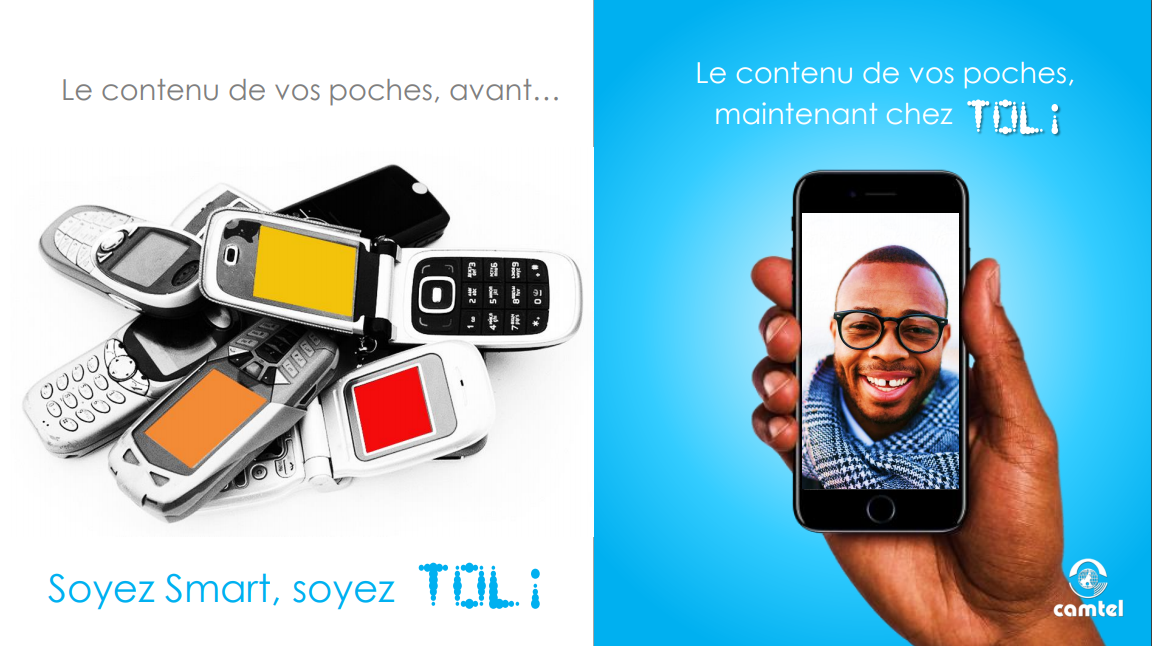 Le contenu de vos poches, avant...
Soyez Smart, soyez TOLi
Le contenu de vos poches,
maintenant chez TOLi
camtel